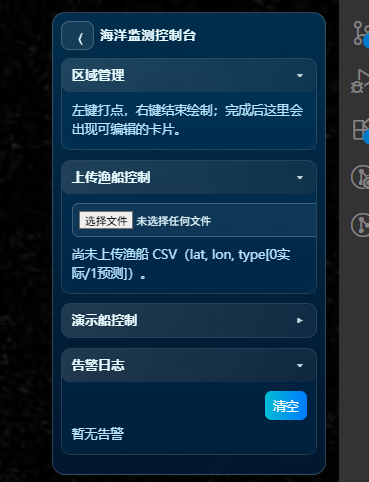 海洋监测控制台
区域管理
左键打点，右键结束绘制；完成后这里会
出现可编辑的卡片。
上传渔船控制
选择文件 未选择任何文件
尚未上传渔船 CSV（lat, lon, type[0实
际/1预测]）。
演示船控制
告警日志
清空
暂无告警